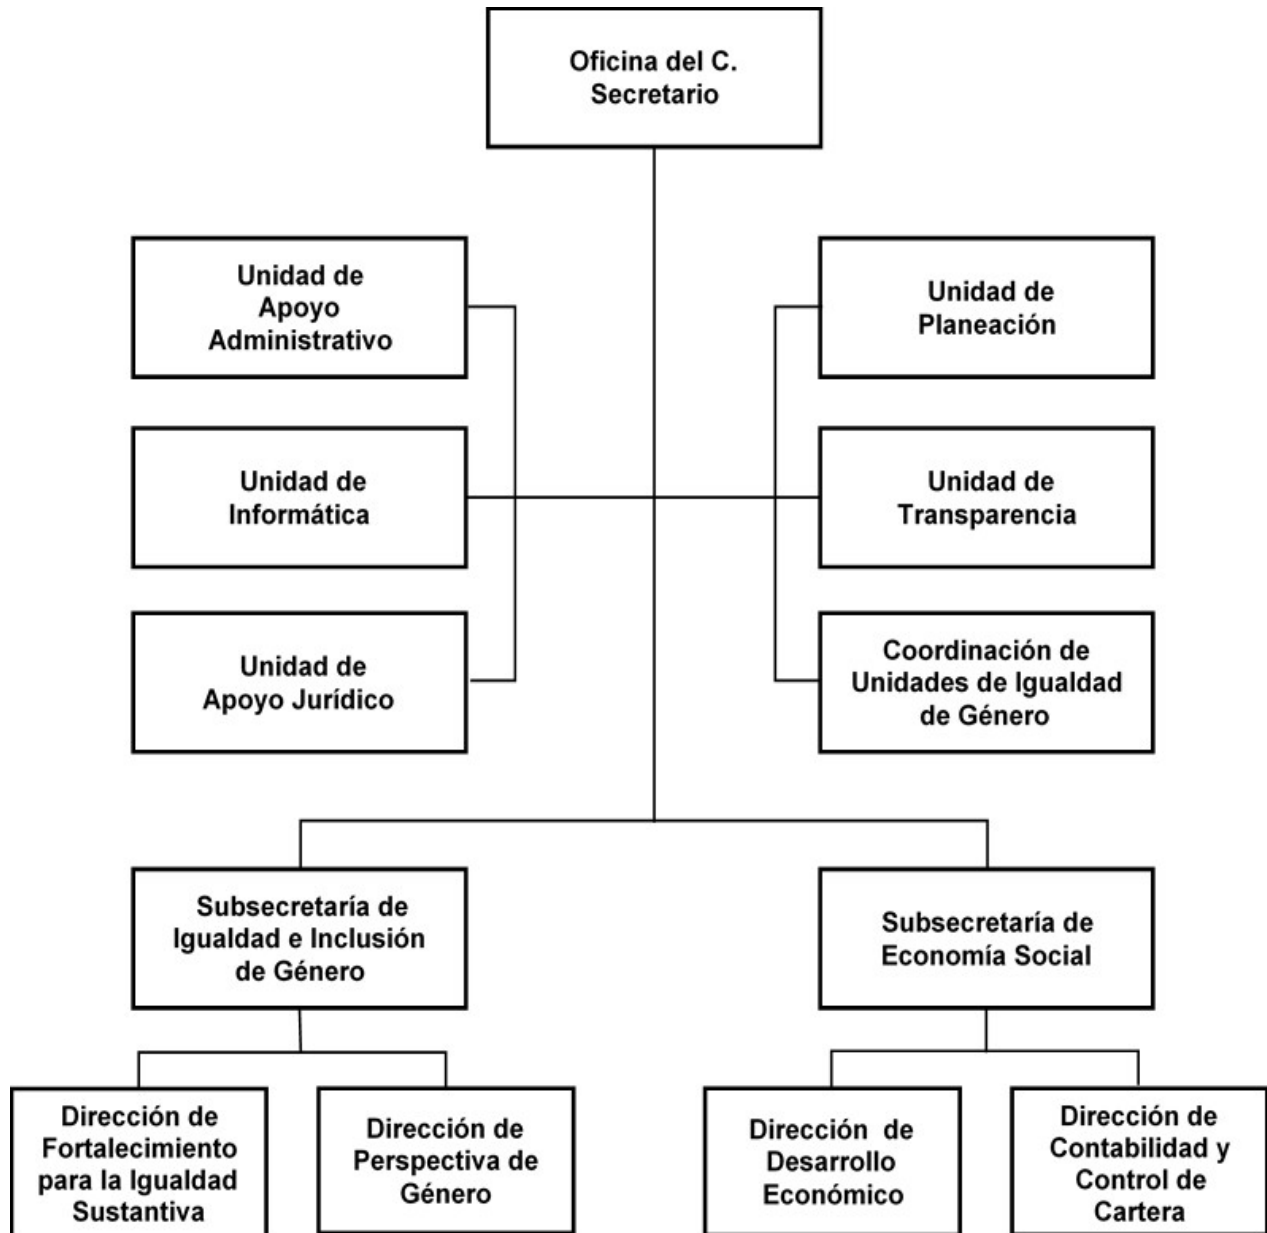 Oficina del C.
Secretario
Unidad de
Apoyo
Administrativo
Unidad de
Planeación
Unidad de
Informática
Unidad de
Transparencia
Unidad de
Apoyo Jurídico
Coordinación de
Unidades de Igualdad
de Género
Subsecretaría de
Igualdad e Inclusión
de Género
Subsecretaría de
Economía Social
Dirección de
Fortalecimiento
para la Igualdad
Sustantiva
Dirección de
Perspectiva de
Género
Dirección de
Desarrollo
Económico
Dirección de
Contabilidad y
Control de
Cartera